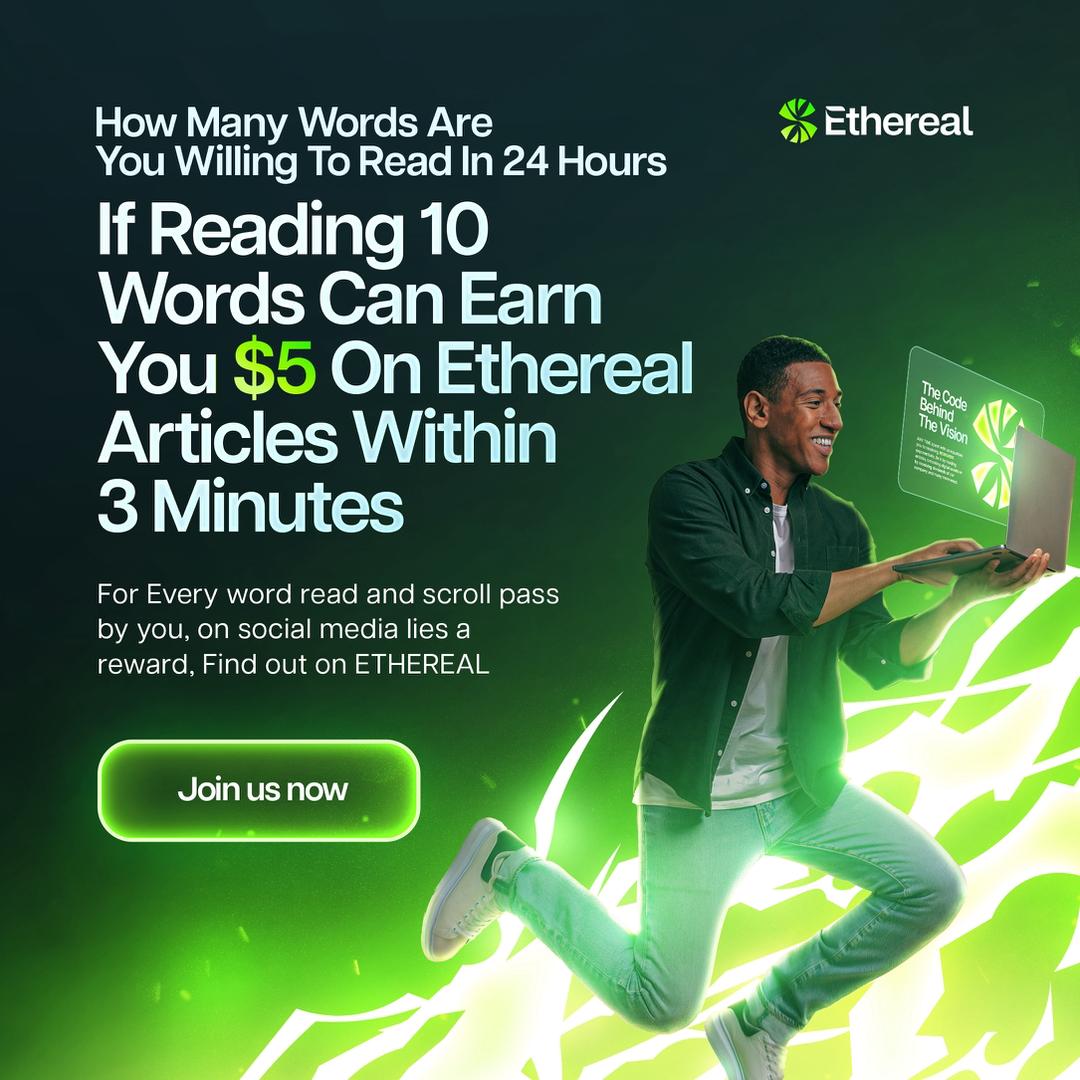 How Many Words Are
You Willing To Read In 24 Hours
Ethereal
If Reading 10
Words Can Earn
You $5 On Ethereal
Articles Within
3 Minutes
The Code
Behind
The Vision
For Every word read and scroll pass
by you, on social media lies a
reward, Find out on ETHEREAL
Join us now